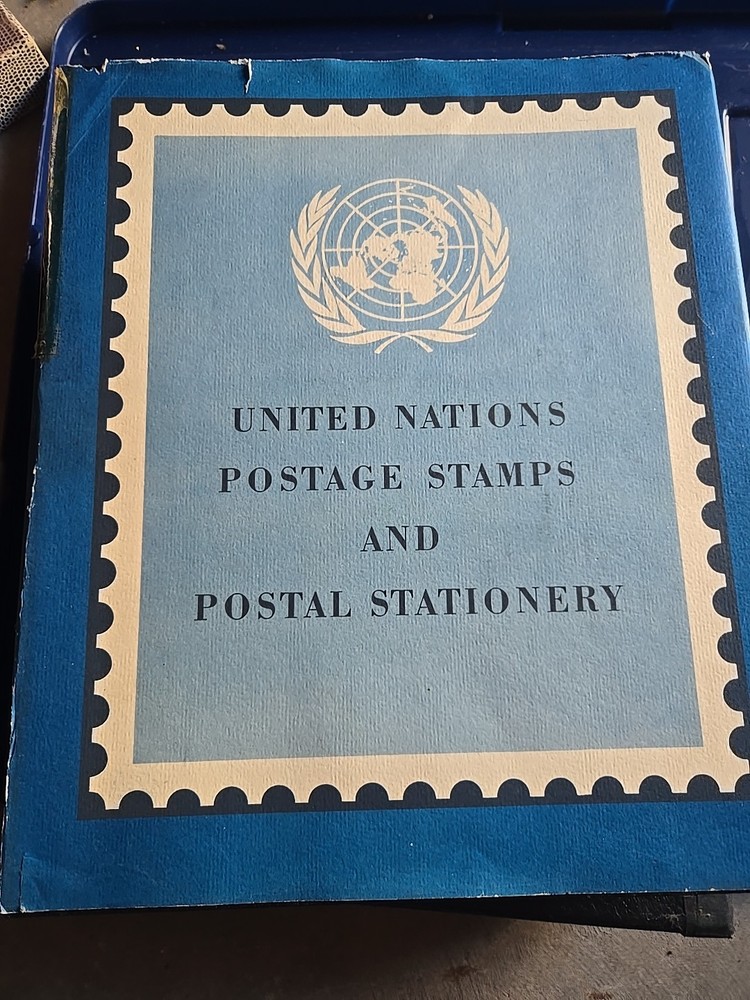 UNITED NATIONS
POSTAGE STAMPS
AND
POSTAL STATIONERY